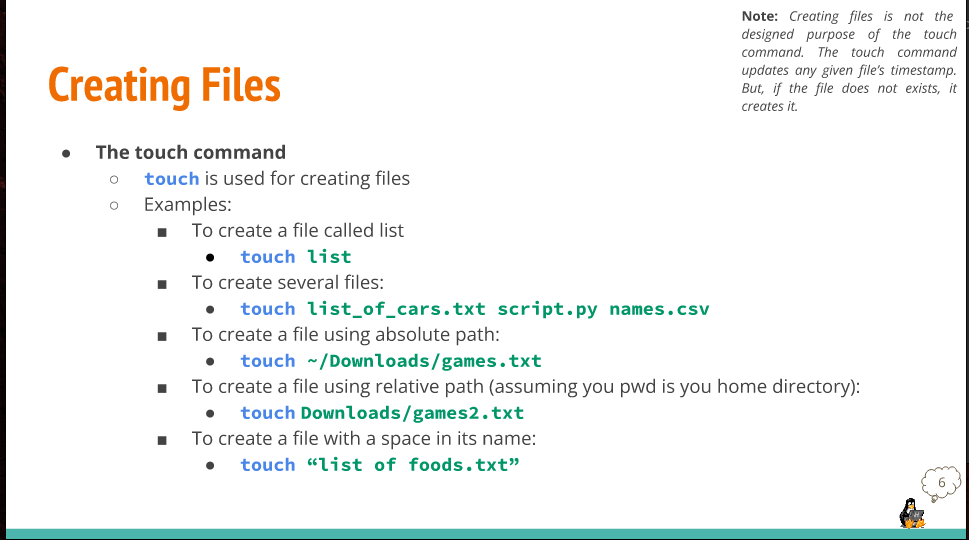 Note: Creating files is not the
designed purpose of the touch
command. The touch command
updates any given file's timestamp.
But, if the file does not exists, it
creates it.
Creating Files
● The touch command
○ touch is used for creating files
○ Examples:
■ To create a file called list
● touch list
■ To create several files:
● touch list_of_cars.txt script.py names.csv
■ To create a file using absolute path:
● touch ~/Downloads/games.txt
■ To create a file using relative path (assuming you pwd is you home directory):
● touch Downloads/games2.txt
■ To create a file with a space in its name:
● touch “list of foods.txt”
6